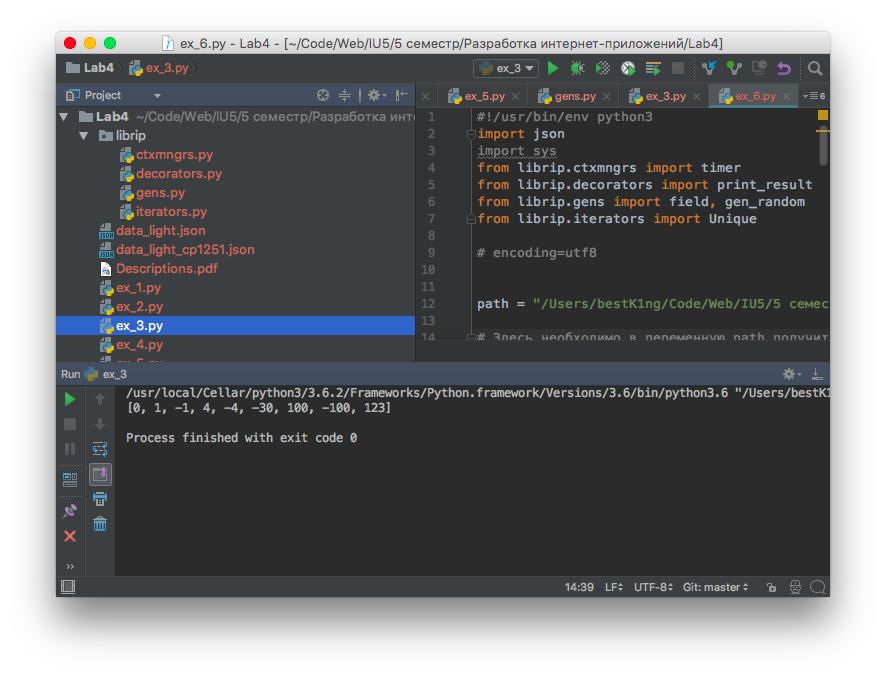 ex_6.py - Lab4 - [~/Code/Web/IU5/5 семестр/Разработка интернет-приложений/Lab4]
Lab4 ex_3.py
ex_3
Project
ex_5.py gens.py ex_3.py ex_6.py 6
Lab4 ~/Code/Web/IU5/5 семестр/Разработка
librip
ctxmngrs.py
decorators.py
gens.py
iterators.py
data_light.json
data_light_cp1251.json
Descriptions.pdf
ex_1.py
ex_2.py
ex_3.py
ex_4.py
1 #!/usr/bin/env python3
2 import json
3 import sys
4 from librip.ctxmngrs import timer
5 from librip.decorators import print_result
6 from librip.gens import field, gen_random
7 from librip.iterators import Unique
8
9 # encoding=utf8
10
11
12 path = "/Users/bestK1ng/Code/Web/IU5/5 семес
13
14 # Здесь необходимо в переменную path получит
Run ex_3
/usr/local/Cellar/python3/3.6.2/Frameworks/Python.framework/Versions/3.6/bin/python3.6 "/Users/bestK1
[0, 1, -1, 4, -4, -30, 100, -100, 123]
Process finished with exit code 0
14:39 LF UTF-8 Git: master